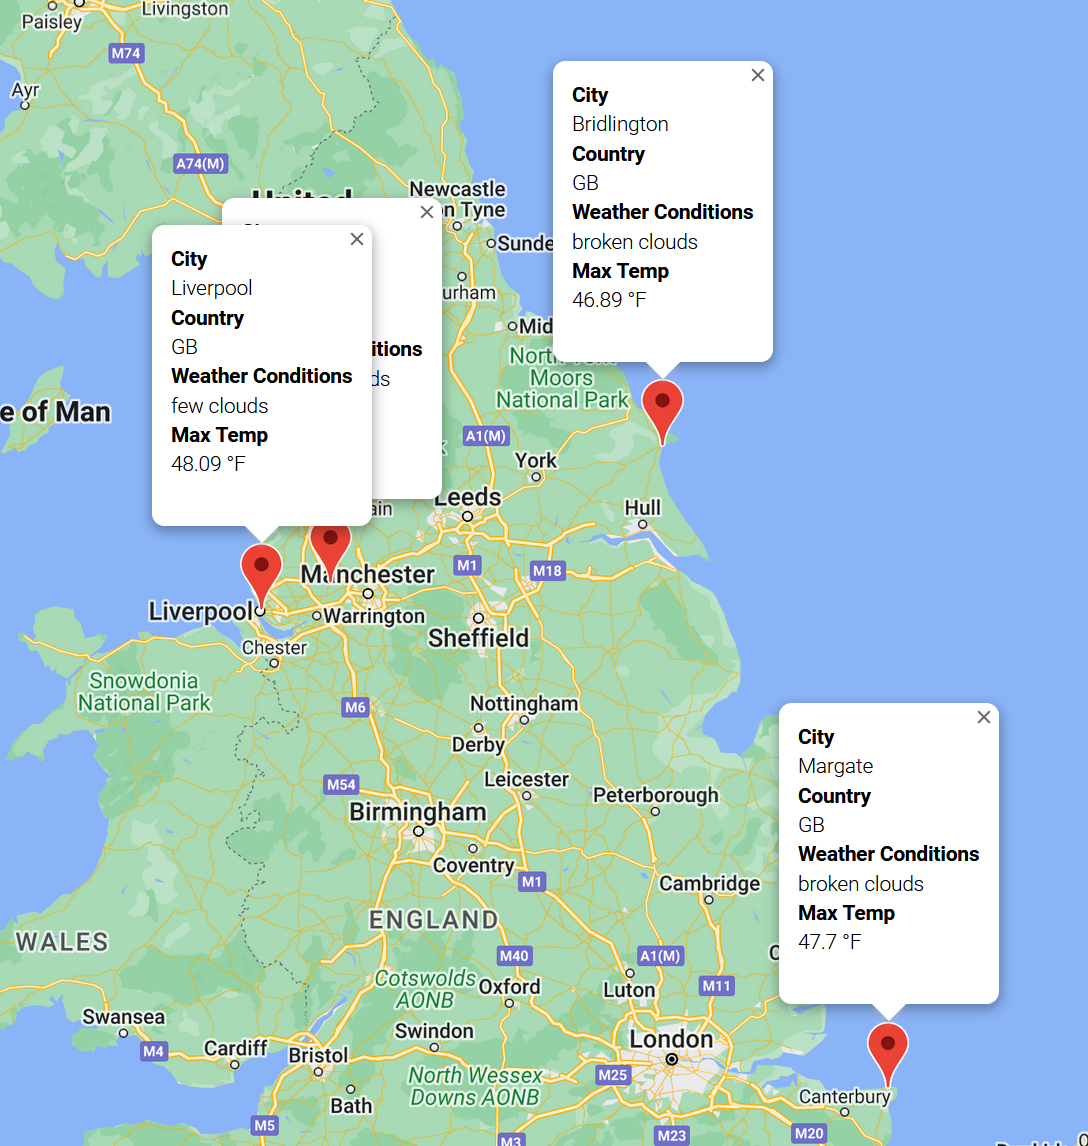 Paisley
Livingston
M74
Ayr
A74(M)
United
Newcastle
on Tyne
Sunde
urham
Mid
North York
Moors
National Park
City
Bridlington
Country
GB
Weather Conditions
broken clouds
Max Temp
46.89 °F
itions
ds
City
Liverpool
Country
GB
Weather Conditions
few clouds
Max Temp
48.09 °F
e of Man
A1(M)
York
Leeds
Hull
ain
M1
M18
Manchester
Liverpool
Warrington
Sheffield
Chester
Snowdonia
National Park
M6
Nottingham
Derby
M54
Leicester
Peterborough
Birmingham
Coventry
M1
Cambridge
City
Margate
Country
GB
Weather Conditions
broken clouds
Max Temp
47.7 °F
ENGLAND
WALES
M40
A1(M)
Cotswolds
AONB
Oxford
Luton
M11
Swansea
Swindon
London
M4
Cardiff
Bristol
North Wessex
Downs AONB
M25
Bath
Canterbury
M5
M3
M23
M20